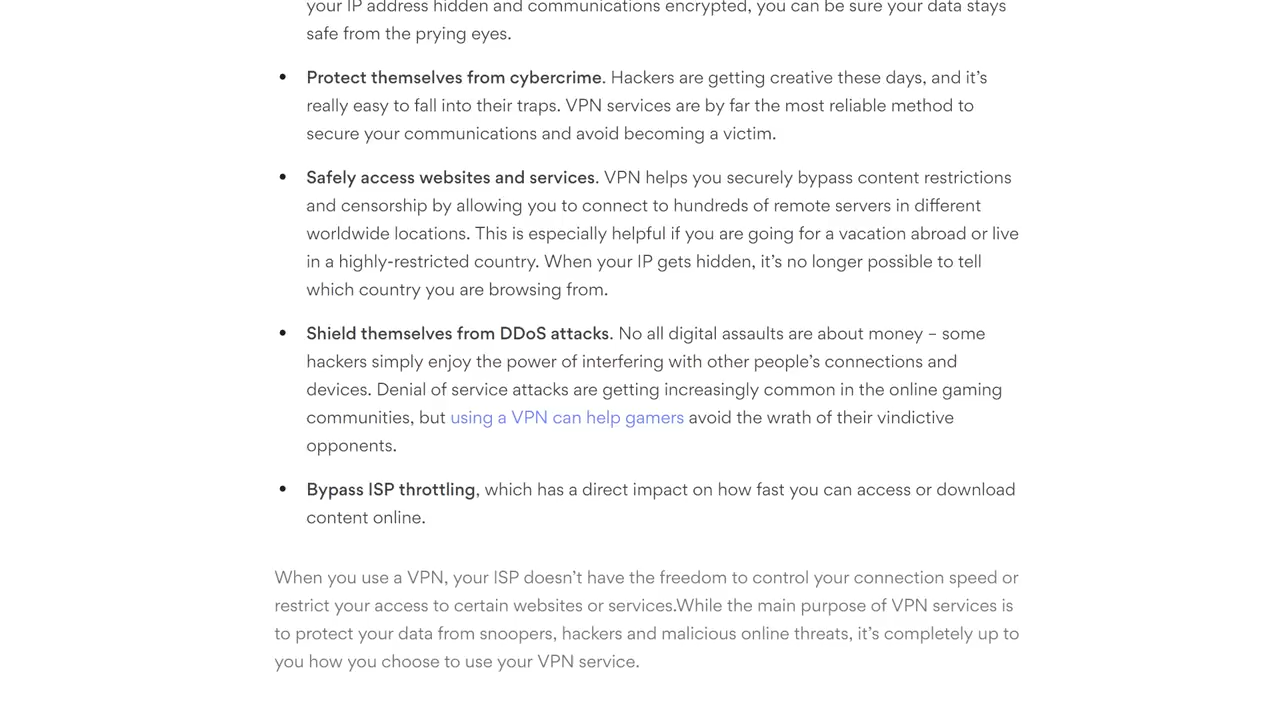 your IP address hidden and communications encrypted, you can be sure your data stays
safe from the prying eyes.
• Protect themselves from cybercrime. Hackers are getting creative these days, and it’s
really easy to fall into their traps. VPN services are by far the most reliable method to
secure your communications and avoid becoming a victim.
• Safely access websites and services. VPN helps you securely bypass content restrictions
and censorship by allowing you to connect to hundreds of remote servers in different
worldwide locations. This is especially helpful if you are going for a vacation abroad or live
in a highly-restricted country. When your IP gets hidden, it’s no longer possible to tell
which country you are browsing from.
• Shield themselves from DDoS attacks. No all digital assaults are about money – some
hackers simply enjoy the power of interfering with other people’s connections and
devices. Denial of service attacks are getting increasingly common in the online gaming
communities, but using a VPN can help gamers avoid the wrath of their vindictive
opponents.
• Bypass ISP throttling, which has a direct impact on how fast you can access or download
content online.
When you use a VPN, your ISP doesn’t have the freedom to control your connection speed or
restrict your access to certain websites or services.While the main purpose of VPN services is
to protect your data from snoopers, hackers and malicious online threats, it’s completely up to
you how you choose to use your VPN service.